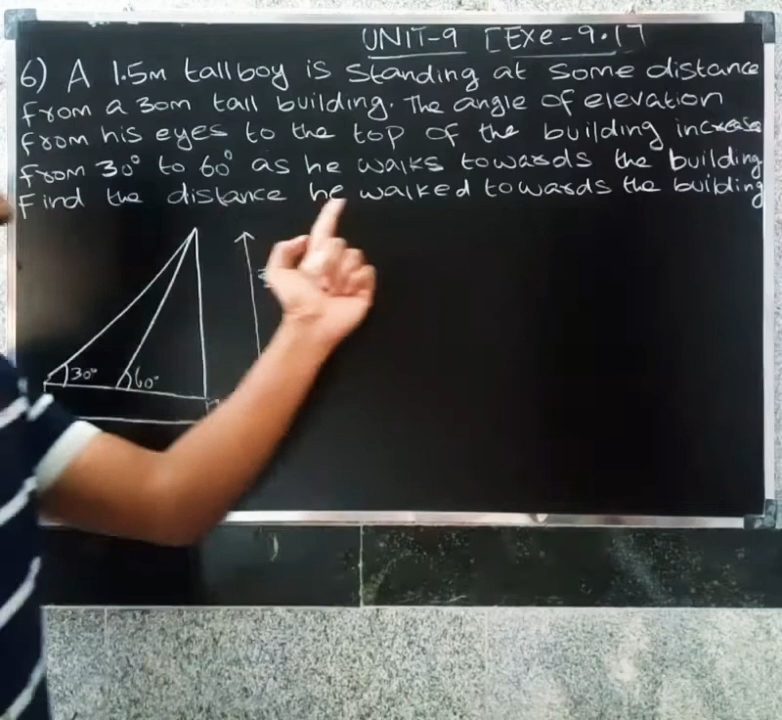 UNIT-9 [EXe-9.1]
6) A 1.5m tall boy is standing at some distance
from a 30m tall building. The angle of elevation
from his eyes to the top of the building increase
from 30° to 60° as he walks towards the building
Find the distance he walked towards the building
30° 60°